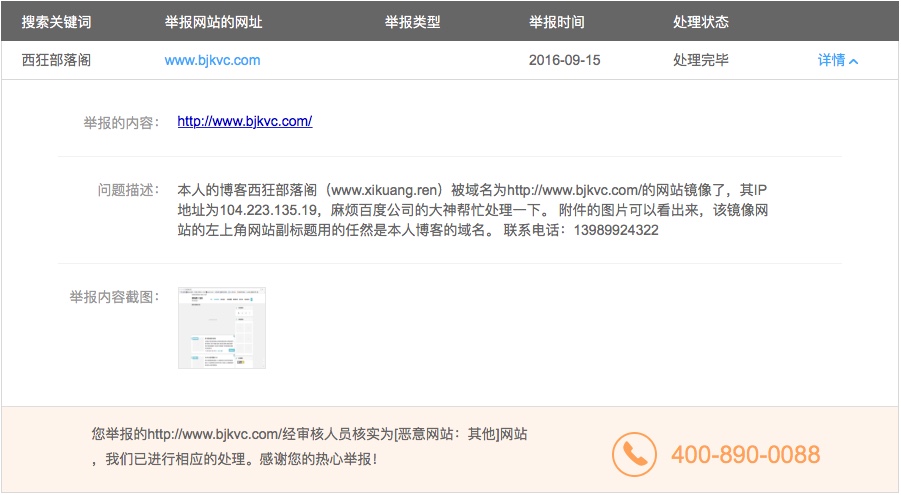 搜索关键词 举报网站的网址 举报类型 举报时间 处理状态
西狂部落阁 www.bjkvc.com 2016-09-15 处理完毕 详情
举报的内容： http://www.bjkvc.com/
问题描述： 本人的博客西狂部落阁（www.xikuang.ren）被域名为http://www.bjkvc.com/的网站镜像了，其IP
地址为104.223.135.19，麻烦百度公司的大神帮忙处理一下。 附件的图片可以看出来，该镜像网
站的左上角网站副标题用的任然是本人博客的域名。 联系电话：13989924322
举报内容截图：
您举报的http://www.bjkvc.com/经审核人员核实为[恶意网站：其他]网站
，我们已进行相应的处理。感谢您的热心举报！
400-890-0088